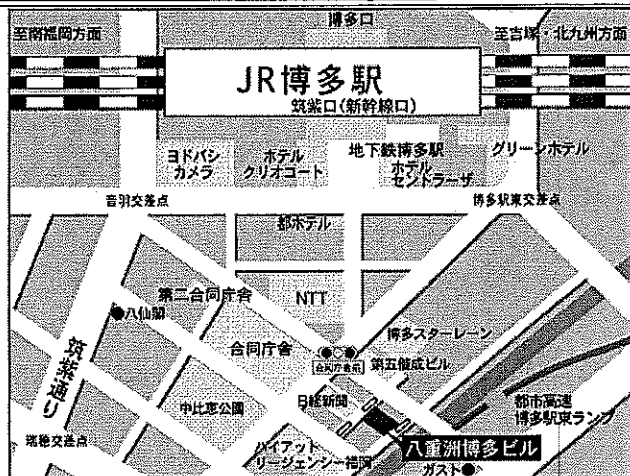 博多口
至南福岡方面
至吉塚・北九州方面
JR博多駅
筑紫口(新幹線口)
ヨドバシ
カメラ
ホテル
クリオコート
地下鉄博多駅
ホテル
セントラーザ
グリーンホテル
音羽交差点
博多駅東交差点
都ホテル
第二合同庁舎
NTT
八仙閣
筑紫通り
合同庁舎
合同庁舎前
博多スターレーン
第五偕成ビル
中比恵公園
日経新聞
都市高速
博多駅東ランプ
瑞穂交差点
ハイアット
リージェンシー福岡
八重洲博多ビル
ガスト